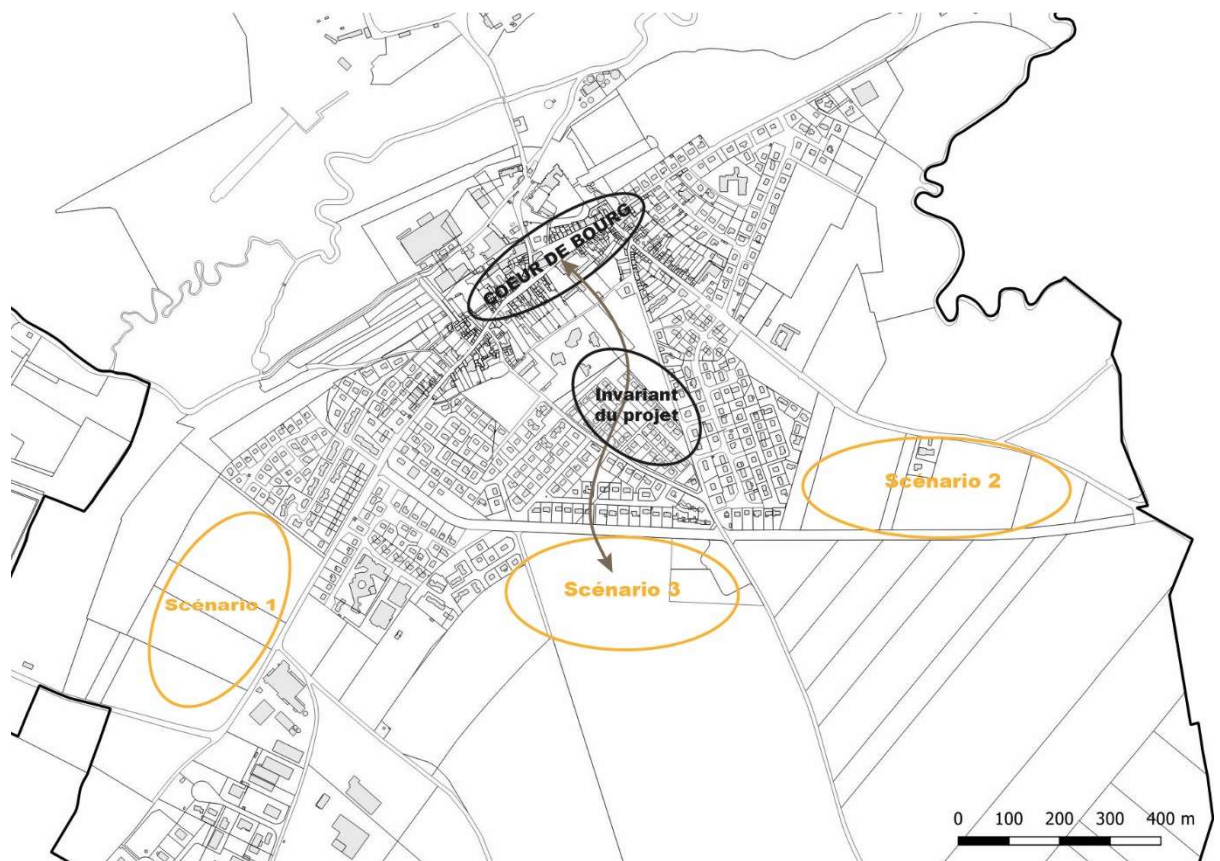 COEUR DE BOURG
Invariant
du projet
Scénario 2
Scénario 3
Scénario 1
0 100 200 300 400 m